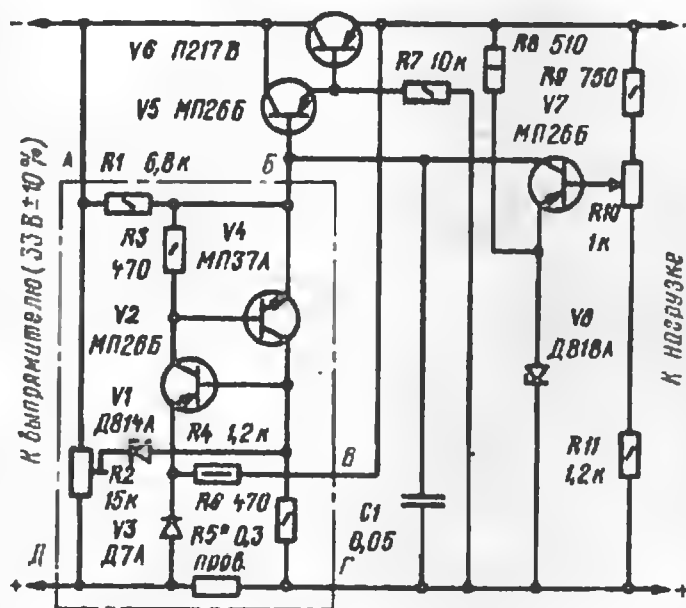 V6 П217В
R8 510
R7 10к
R9 750
V5 МП26Б
V7
МП26Б
А
R1 6,8к
Б
R3
470
V4
МП37А
R10
1к
V2
МП26Б
V8
Д818А
V1
Д814А
R4 1,2к
В
R2
15к
R6 470
R11
1,2к
V3
Д7А
R5* 0,3
пров.
С1
0,05
Д
Г
К выпрямителю (33 В ± 10 %)
К нагрузке